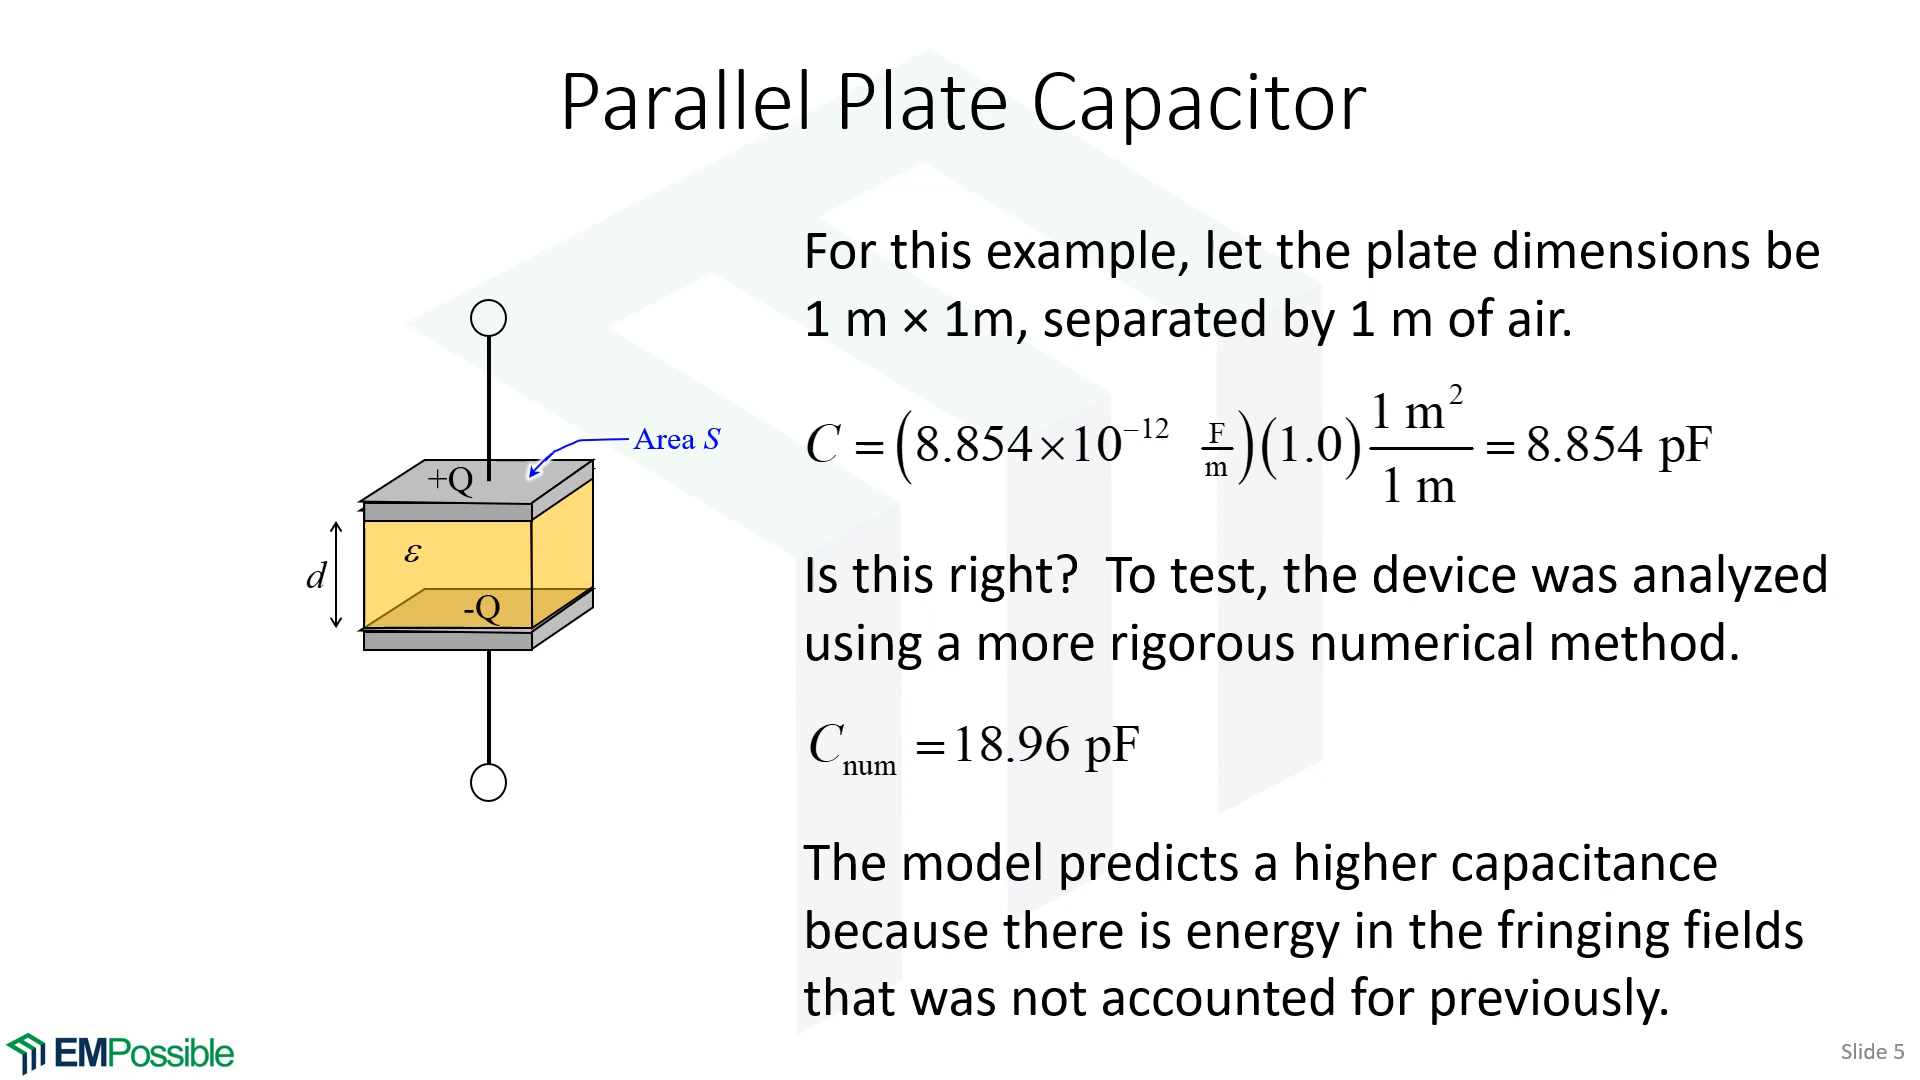 Parallel Plate Capacitor
For this example, let the plate dimensions be
1 m × 1m, separated by 1 m of air.
C = (8.854×10⁻¹² F/m)(1.0) 1 m²/1 m = 8.854 pF
Is this right?  To test, the device was analyzed
using a more rigorous numerical method.
C_num = 18.96 pF
The model predicts a higher capacitance
because there is energy in the fringing fields
that was not accounted for previously.
Area S
+Q
ε
d
-Q
EMPossible
Slide 5